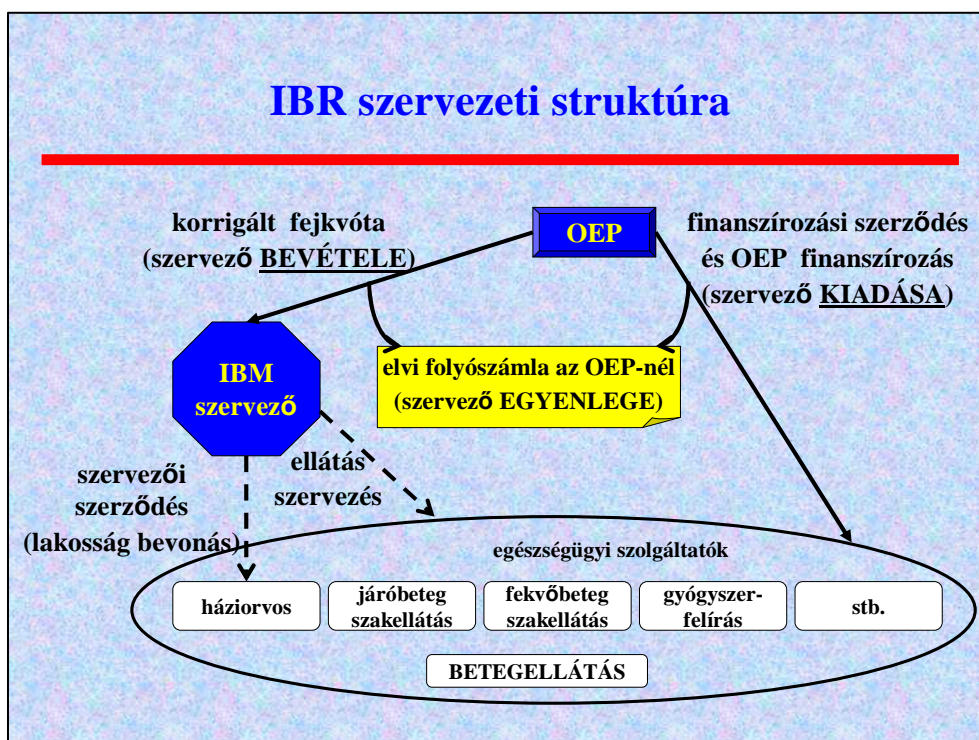 IBR szervezeti struktúra
korrigált fejkvóta
(szervező BEVÉTELE)
OEP
finanszírozási szerződés
és OEP finanszírozás
(szervező KIADÁSA)
elvi folyószámla az OEP-nél
(szervező EGYENLEGE)
IBM
szervező
szervezői
szerződés
(lakosság bevonás)
ellátás
szervezés
egészségügyi szolgáltatók
háziorvos
járóbeteg
szakellátás
fekvőbeteg
szakellátás
gyógyszer-
felírás
stb.
BETEGELLÁTÁS